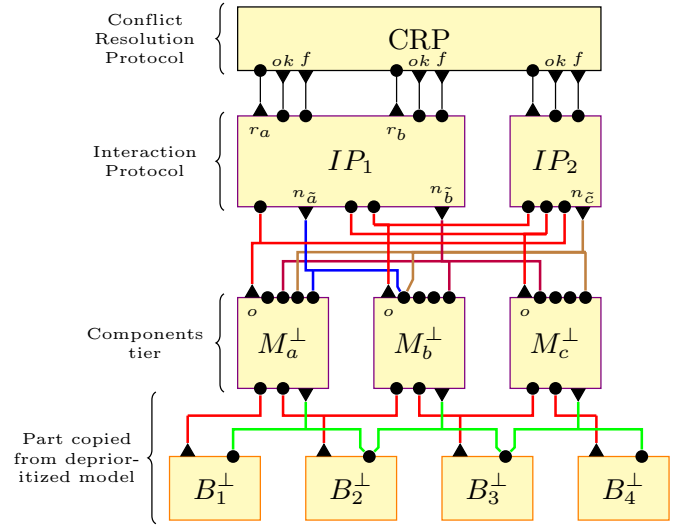 Conflict
Resolution
Protocol
CRP
ok f ok f ok f
r_a r_b
Interaction
Protocol
IP_1 IP_2
n_ã n_b̃ n_c̃
o o o
Components
tier
M_a^⊥ M_b^⊥ M_c^⊥
Part copied
from deprior-
itized model
B_1^⊥ B_2^⊥ B_3^⊥ B_4^⊥